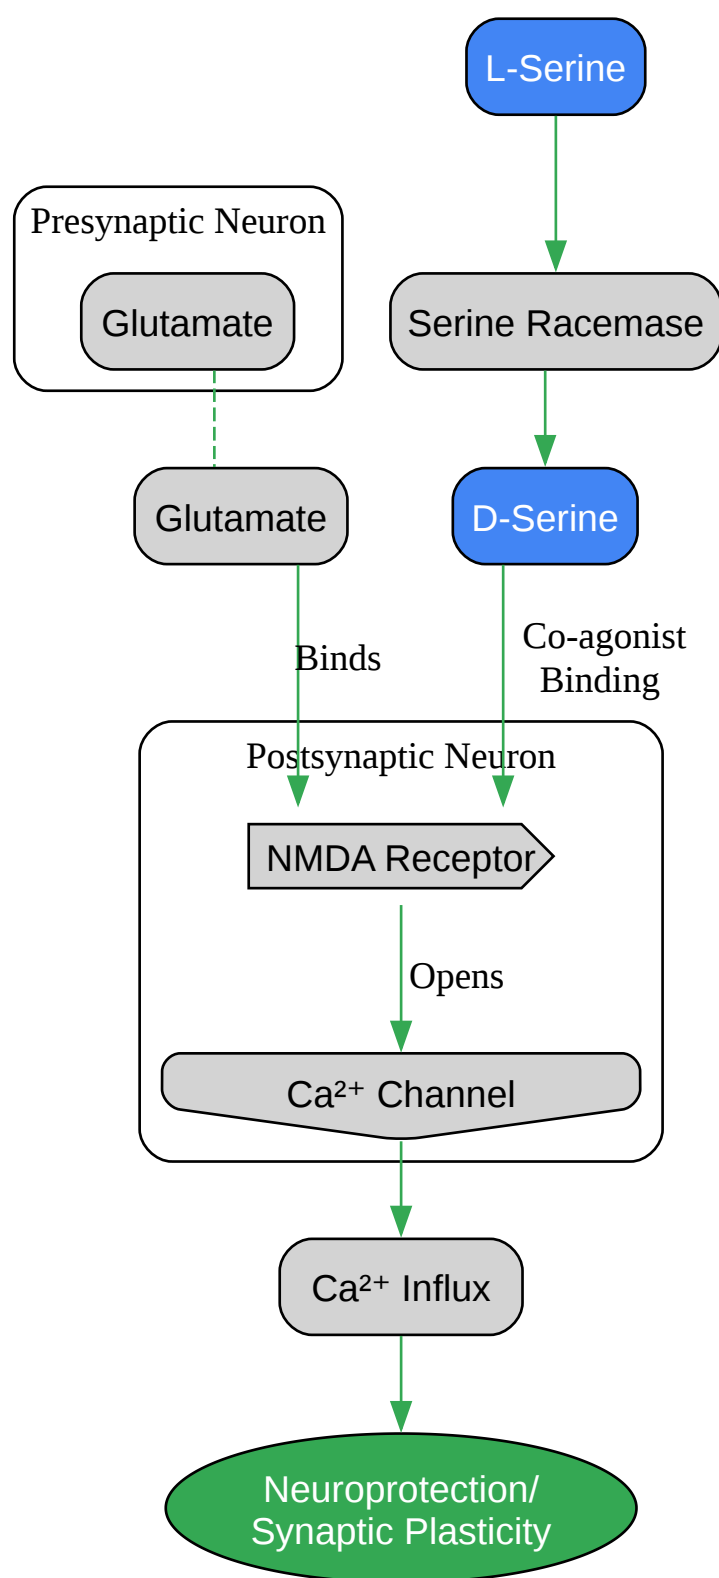 L-Serine
Presynaptic Neuron
Glutamate
Serine Racemase
Glutamate
D-Serine
Binds
Co-agonist
Binding
Postsynaptic Neuron
NMDA Receptor
Opens
Ca²⁺ Channel
Ca²⁺ Influx
Neuroprotection/
Synaptic Plasticity